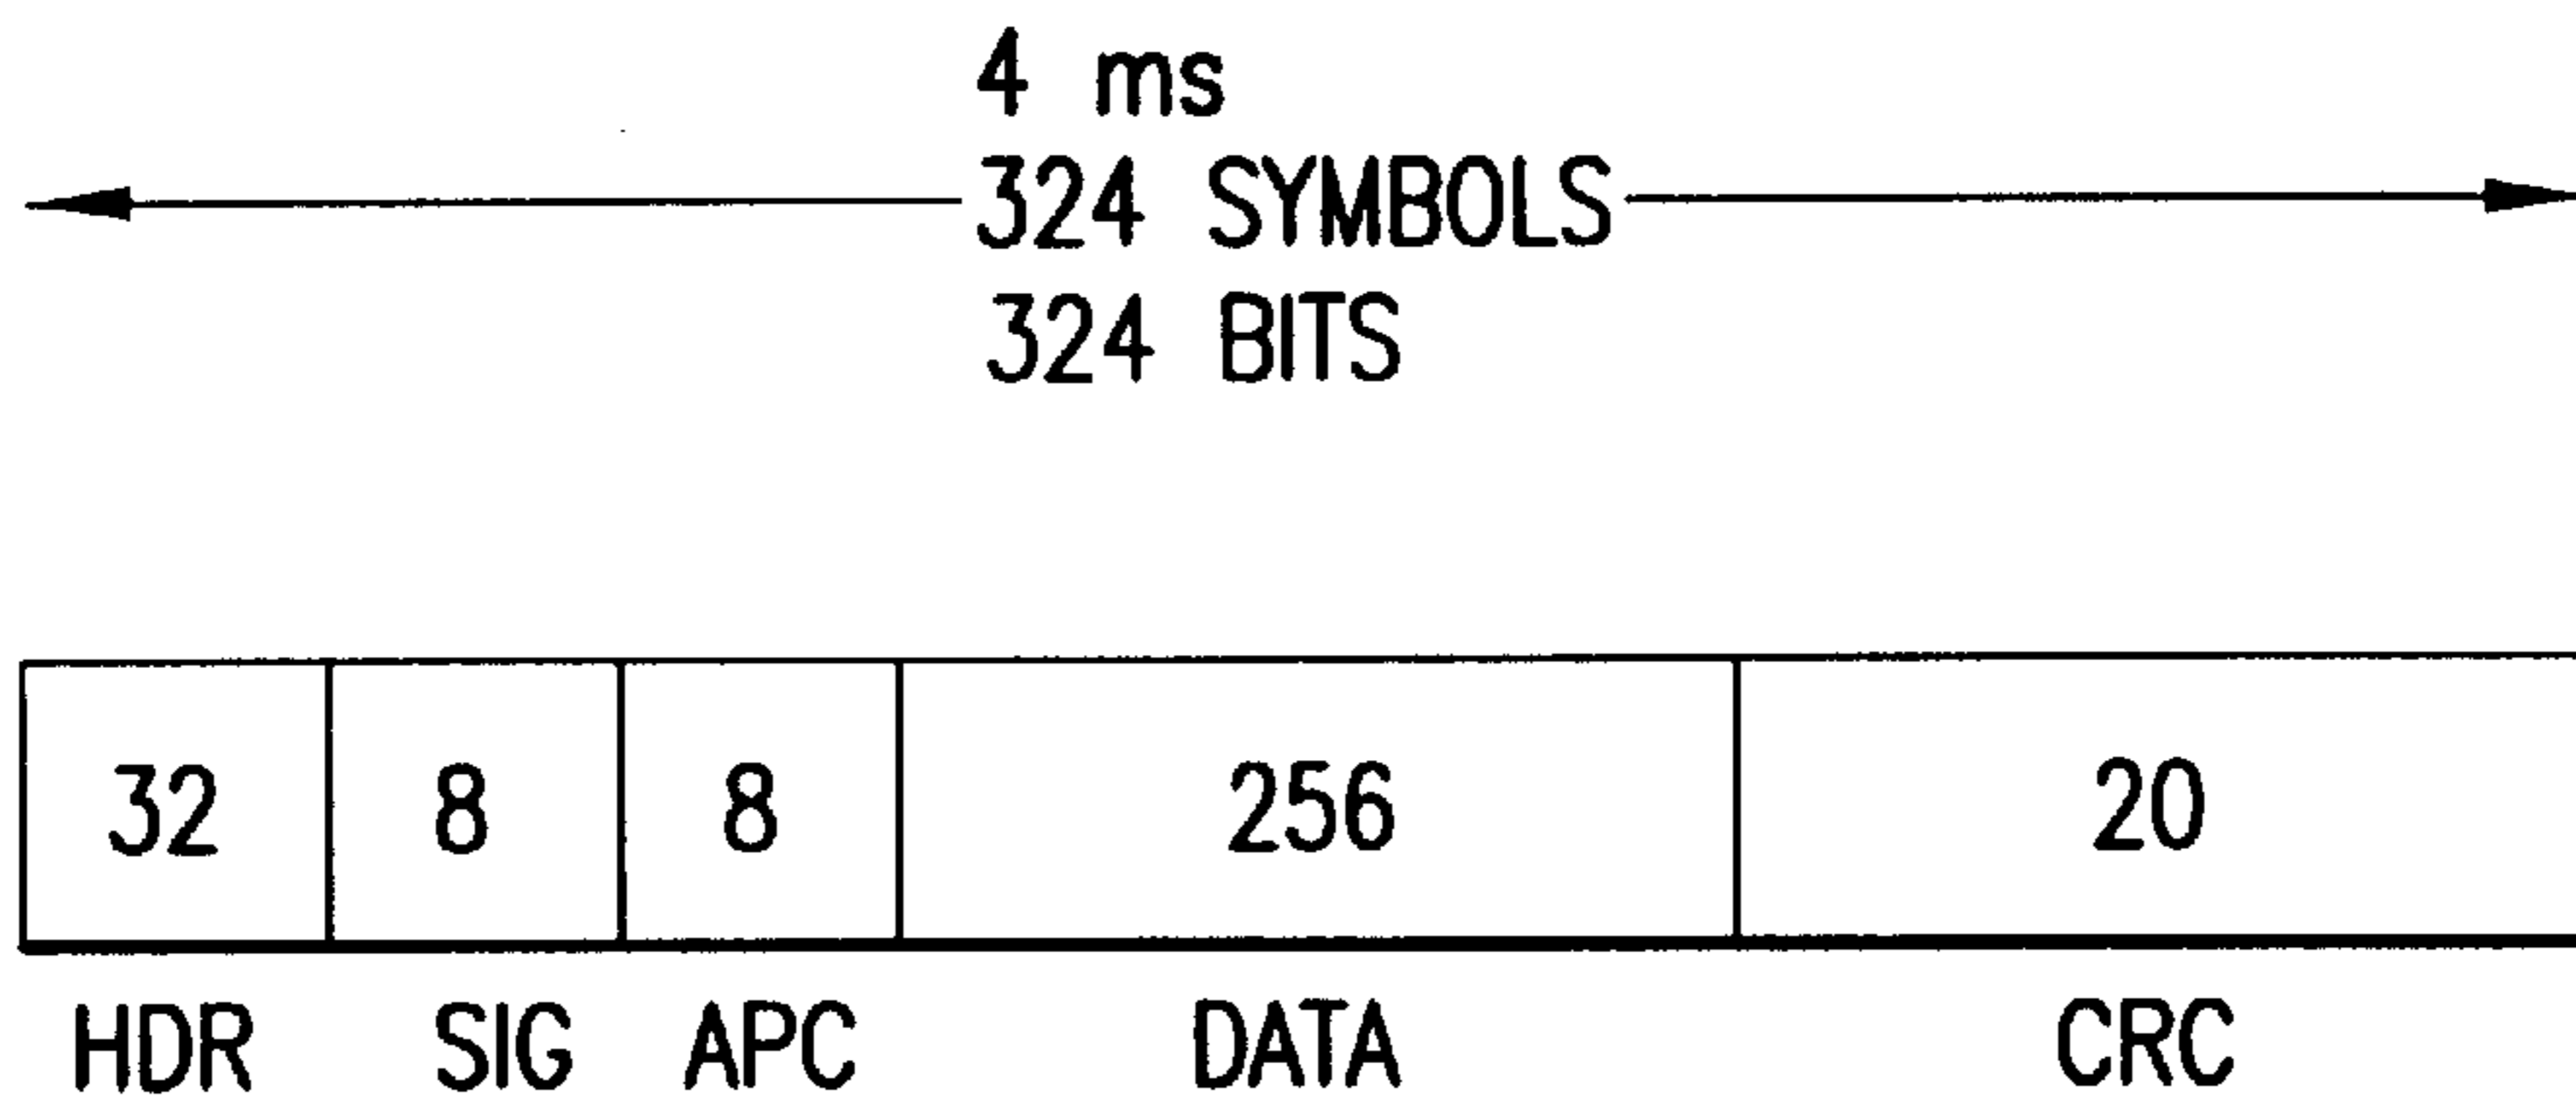 4 ms
324 SYMBOLS
324 BITS
32 8 8 256 20
HDR SIG APC DATA CRC